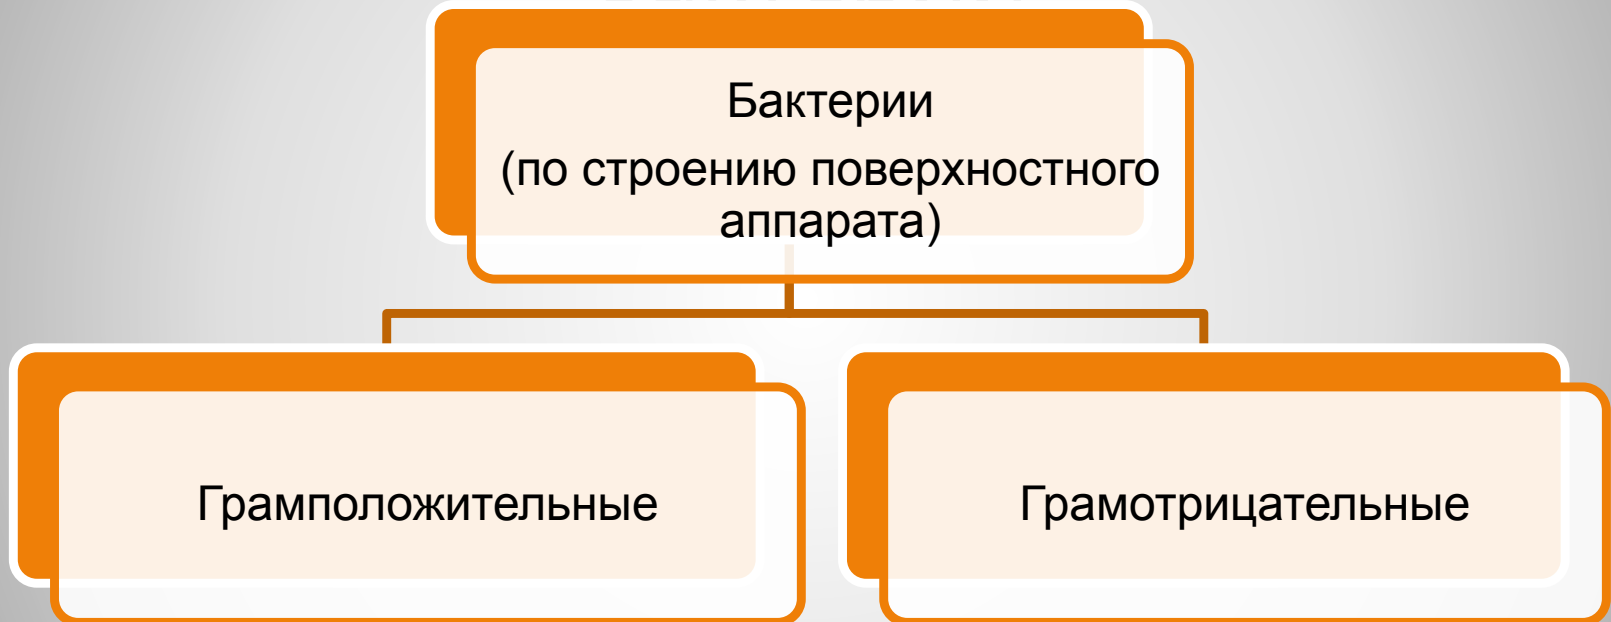 Бактерии
(по строению поверхностного
аппарата)
Грамположительные
Грамотрицательные